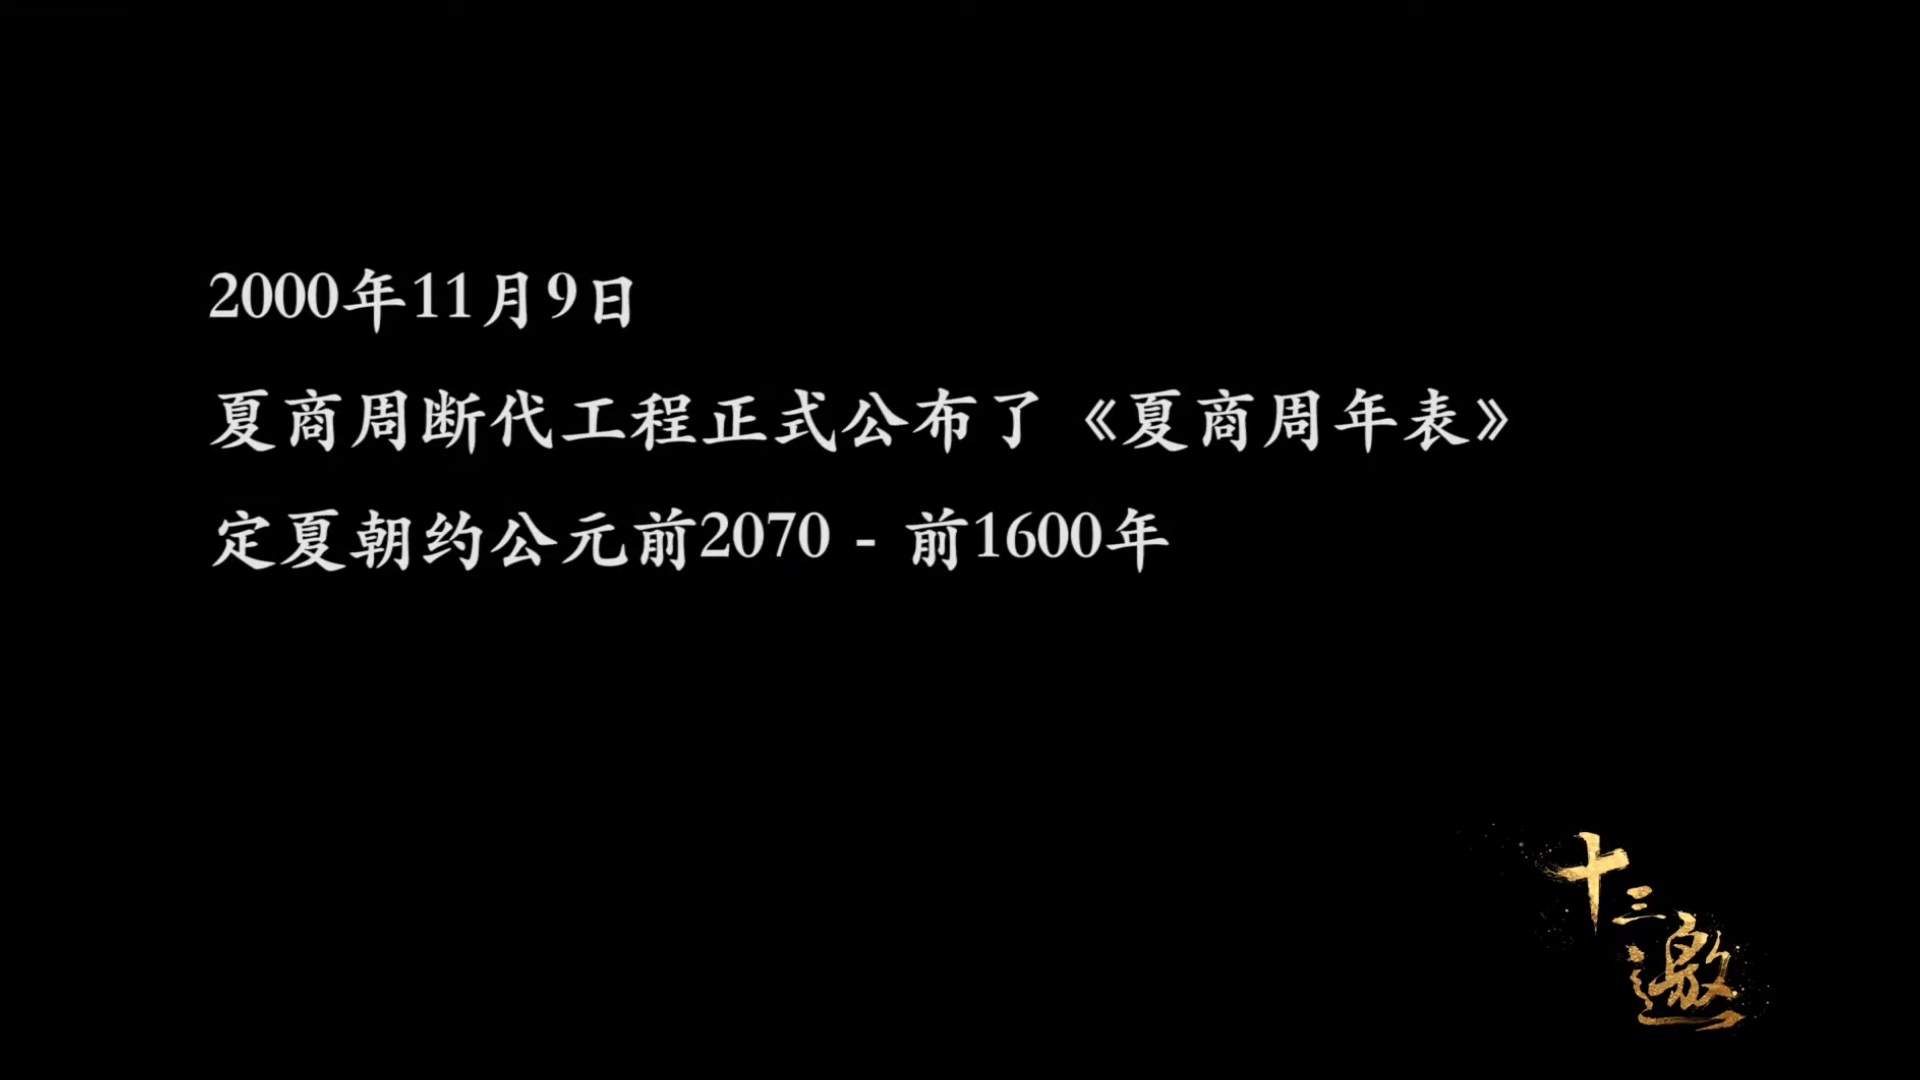 2000年11月9日
夏商周断代工程正式公布了《夏商周年表》
定夏朝约公元前2070 - 前1600年
十三邀